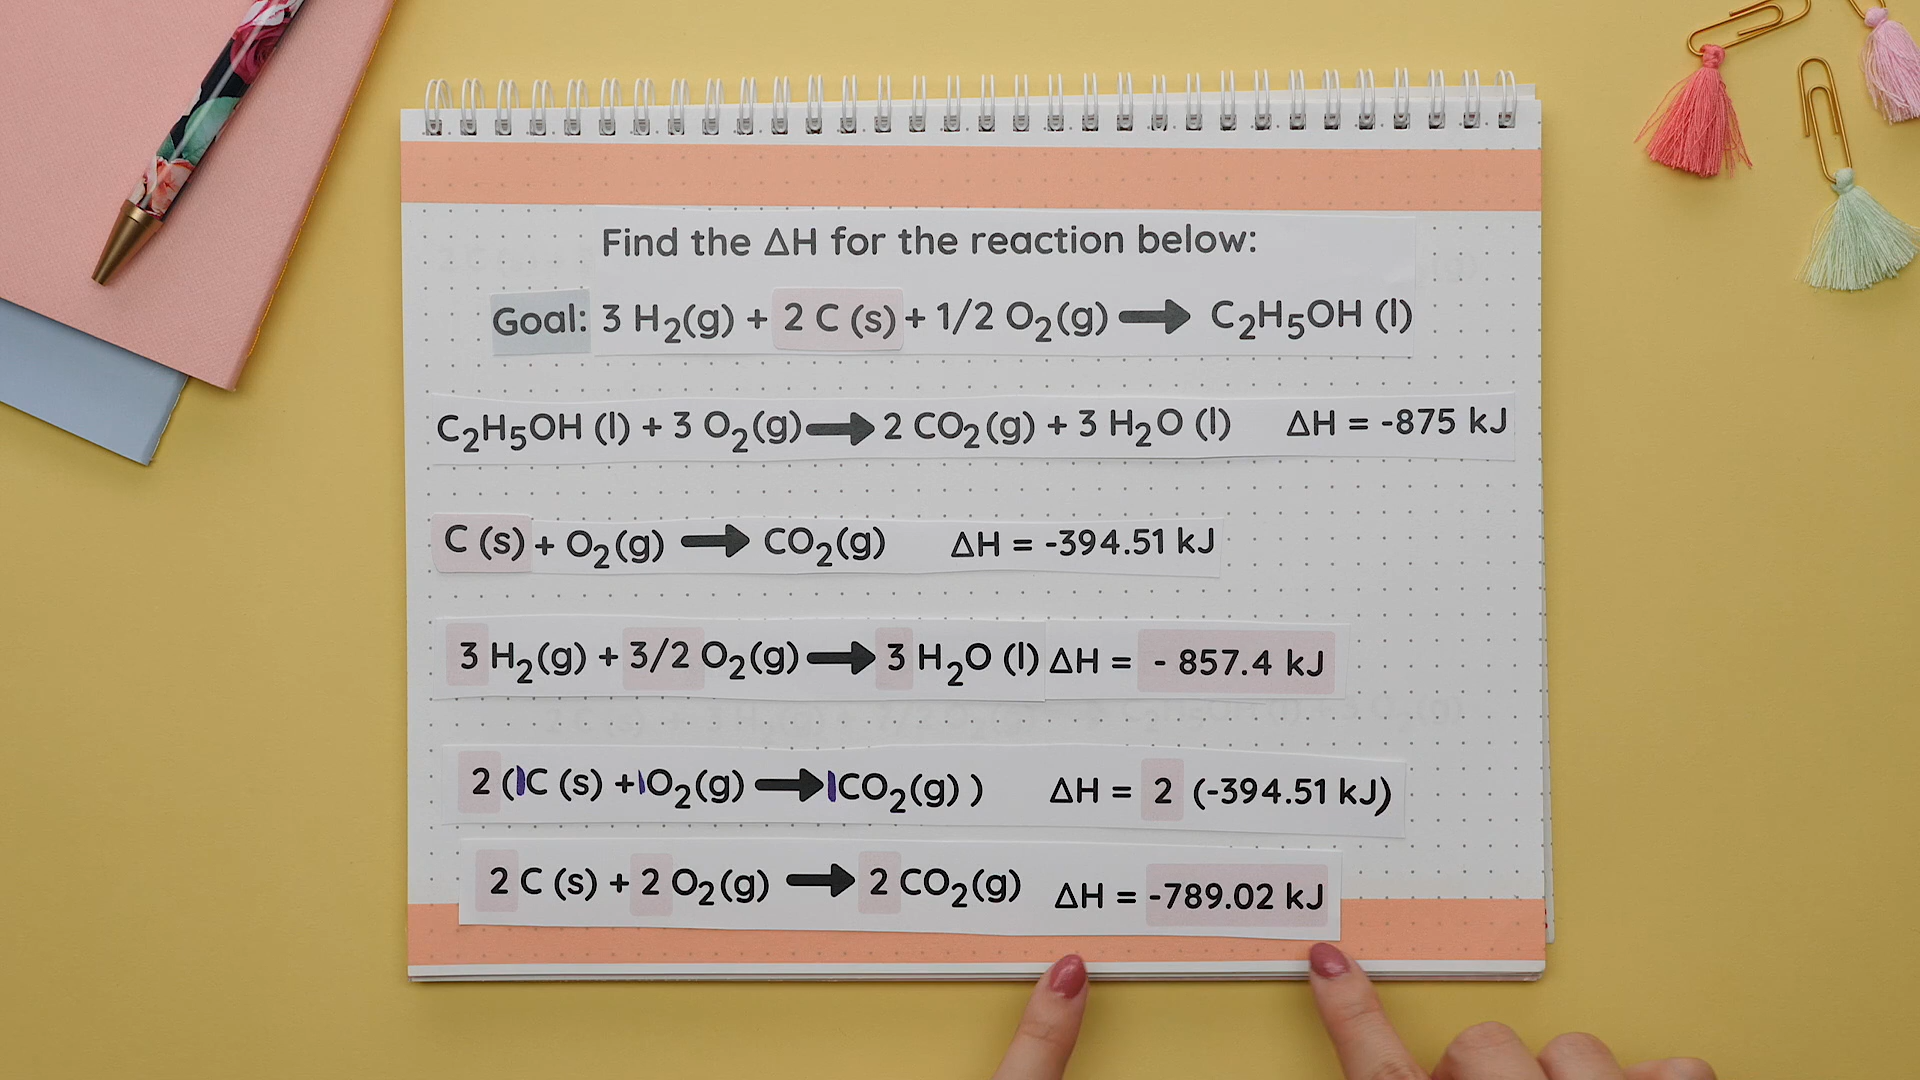 Find the ΔH for the reaction below:
Goal: 3 H₂(g) + 2 C (s) + 1/2 O₂(g) → C₂H₅OH (l)
C₂H₅OH (l) + 3 O₂(g) → 2 CO₂(g) + 3 H₂O (l) ΔH = -875 kJ
C (s) + O₂(g) → CO₂(g) ΔH = -394.51 kJ
3 H₂(g) + 3/2 O₂(g) → 3 H₂O (l) ΔH = - 857.4 kJ
2 (1C (s) + 1O₂(g) → 1CO₂(g) ) ΔH = 2 (-394.51 kJ)
2 C (s) + 2 O₂(g) → 2 CO₂(g) ΔH = -789.02 kJ